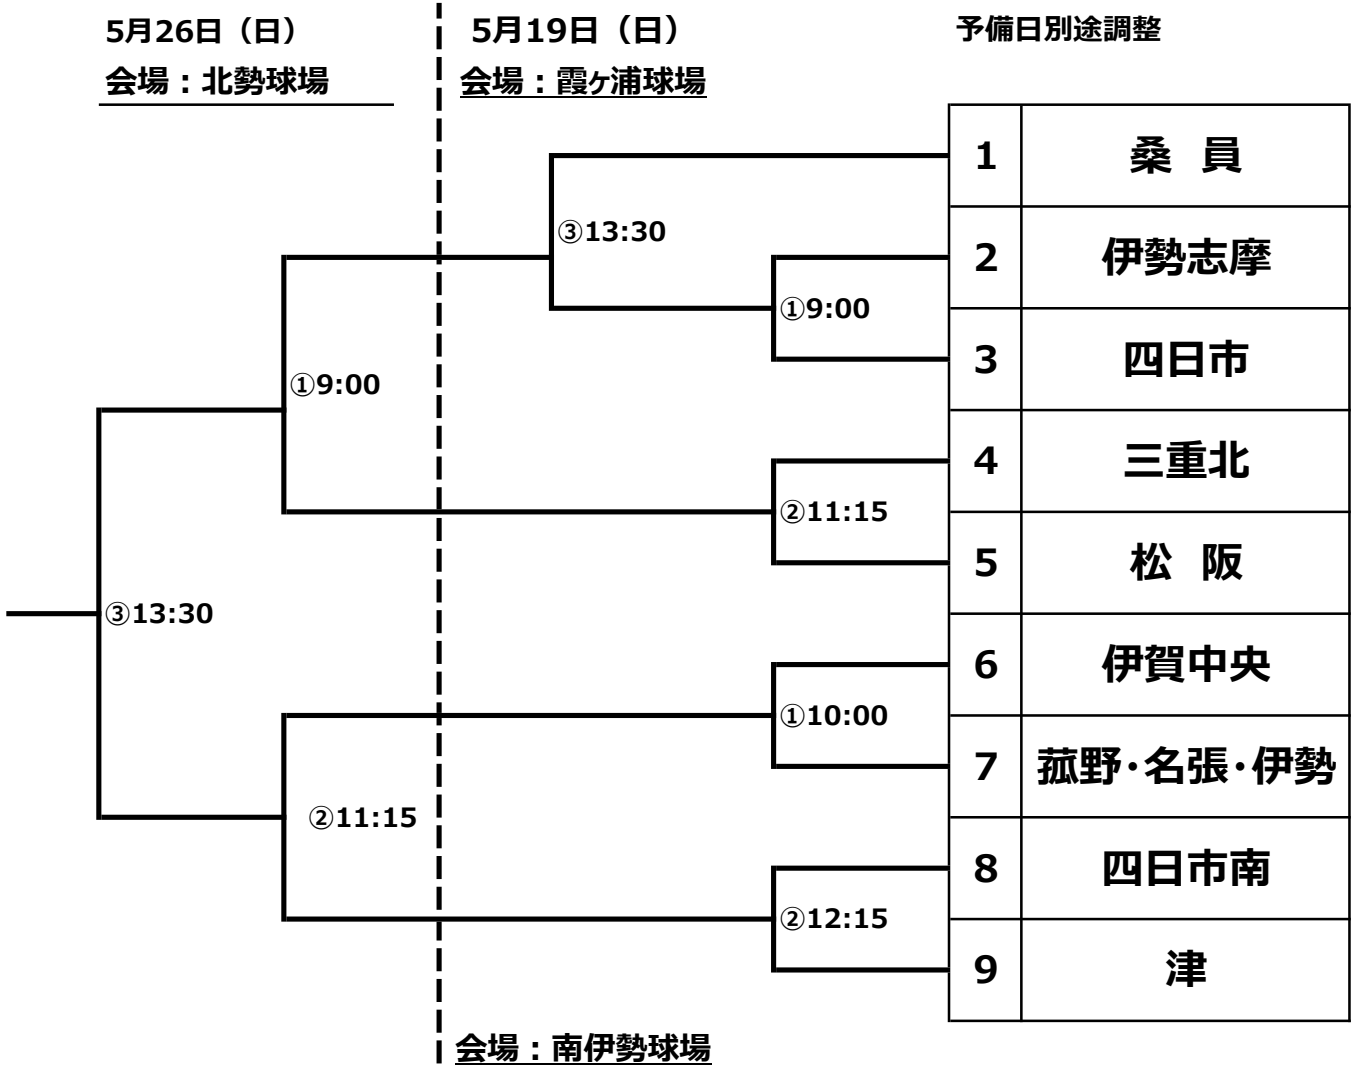 5月26日（日）
会場：北勢球場
5月19日（日）
会場：霞ヶ浦球場
予備日別途調整
1 桑 員
③13:30
2 伊勢志摩
①9:00
3 四日市
①9:00
4 三重北
②11:15
5 松 阪
③13:30
6 伊賀中央
①10:00
7 菰野･名張･伊勢
②11:15
8 四日市南
②12:15
9 津
会場：南伊勢球場